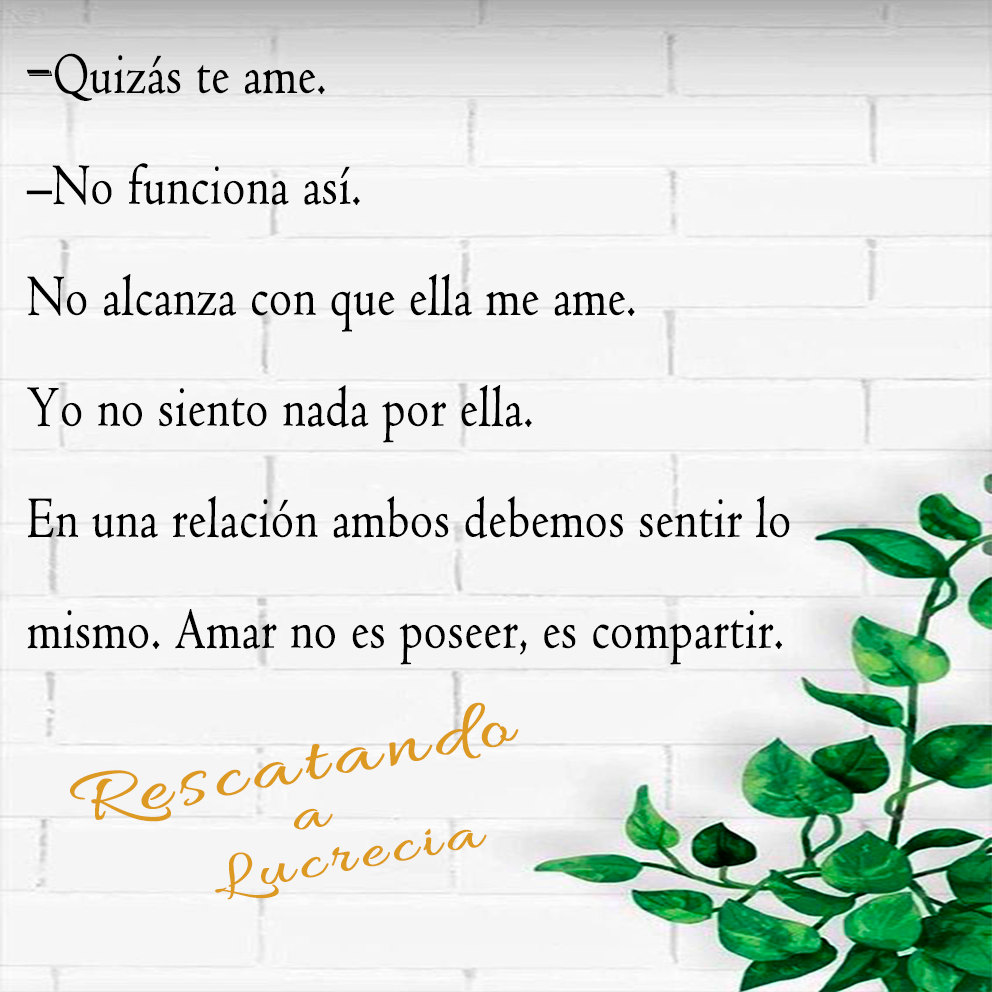 –Quizás te ame.
–No funciona así.
No alcanza con que ella me ame.
Yo no siento nada por ella.
En una relación ambos debemos sentir lo
mismo. Amar no es poseer, es compartir.
Rescatando
a
Lucrecia